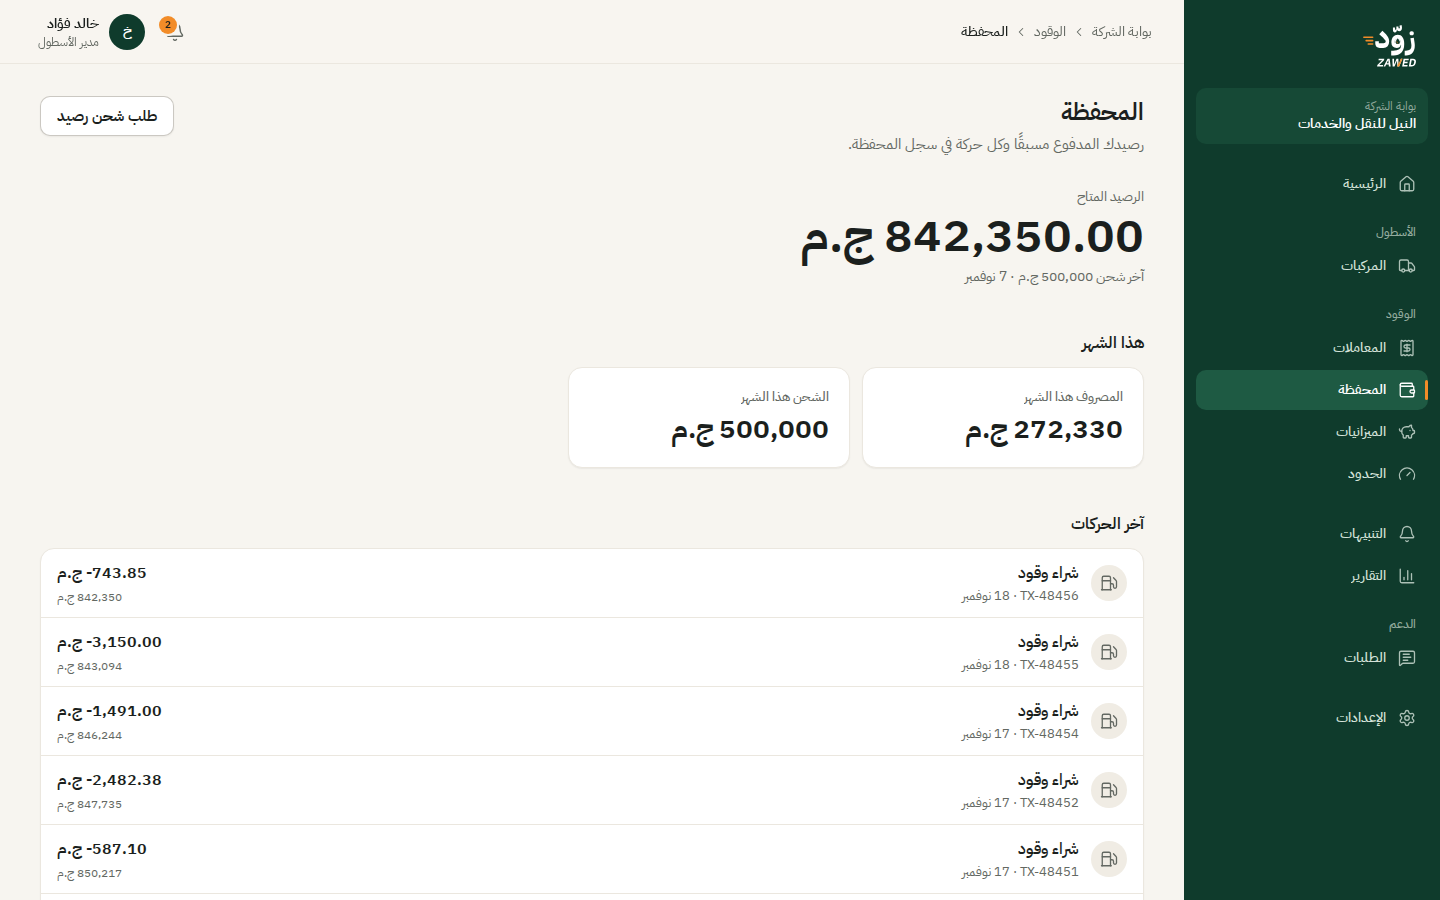 زوّد
ZAWED
بوابة الشركة
النيل للنقل والخدمات
الرئيسية
الأسطول
المركبات
الوقود
المعاملات
المحفظة
الميزانيات
الحدود
التنبيهات
التقارير
الدعم
الطلبات
الإعدادات
بوابة الشركة > الوقود > المحفظة
2
خ
خالد فؤاد
مدير الأسطول
المحفظة
رصيدك المدفوع مسبقًا وكل حركة في سجل المحفظة.
طلب شحن رصيد
الرصيد المتاح
842,350.00 ج.م
آخر شحن 500,000 ج.م · 7 نوفمبر
هذا الشهر
المصروف هذا الشهر
272,330 ج.م
الشحن هذا الشهر
500,000 ج.م
آخر الحركات
شراء وقود
TX-48456 · 18 نوفمبر
-743.85 ج.م
842,350 ج.م
شراء وقود
TX-48455 · 18 نوفمبر
-3,150.00 ج.م
843,094 ج.م
شراء وقود
TX-48454 · 17 نوفمبر
-1,491.00 ج.م
846,244 ج.م
شراء وقود
TX-48452 · 17 نوفمبر
-2,482.38 ج.م
847,735 ج.م
شراء وقود
TX-48451 · 17 نوفمبر
-587.10 ج.م
850,217 ج.م